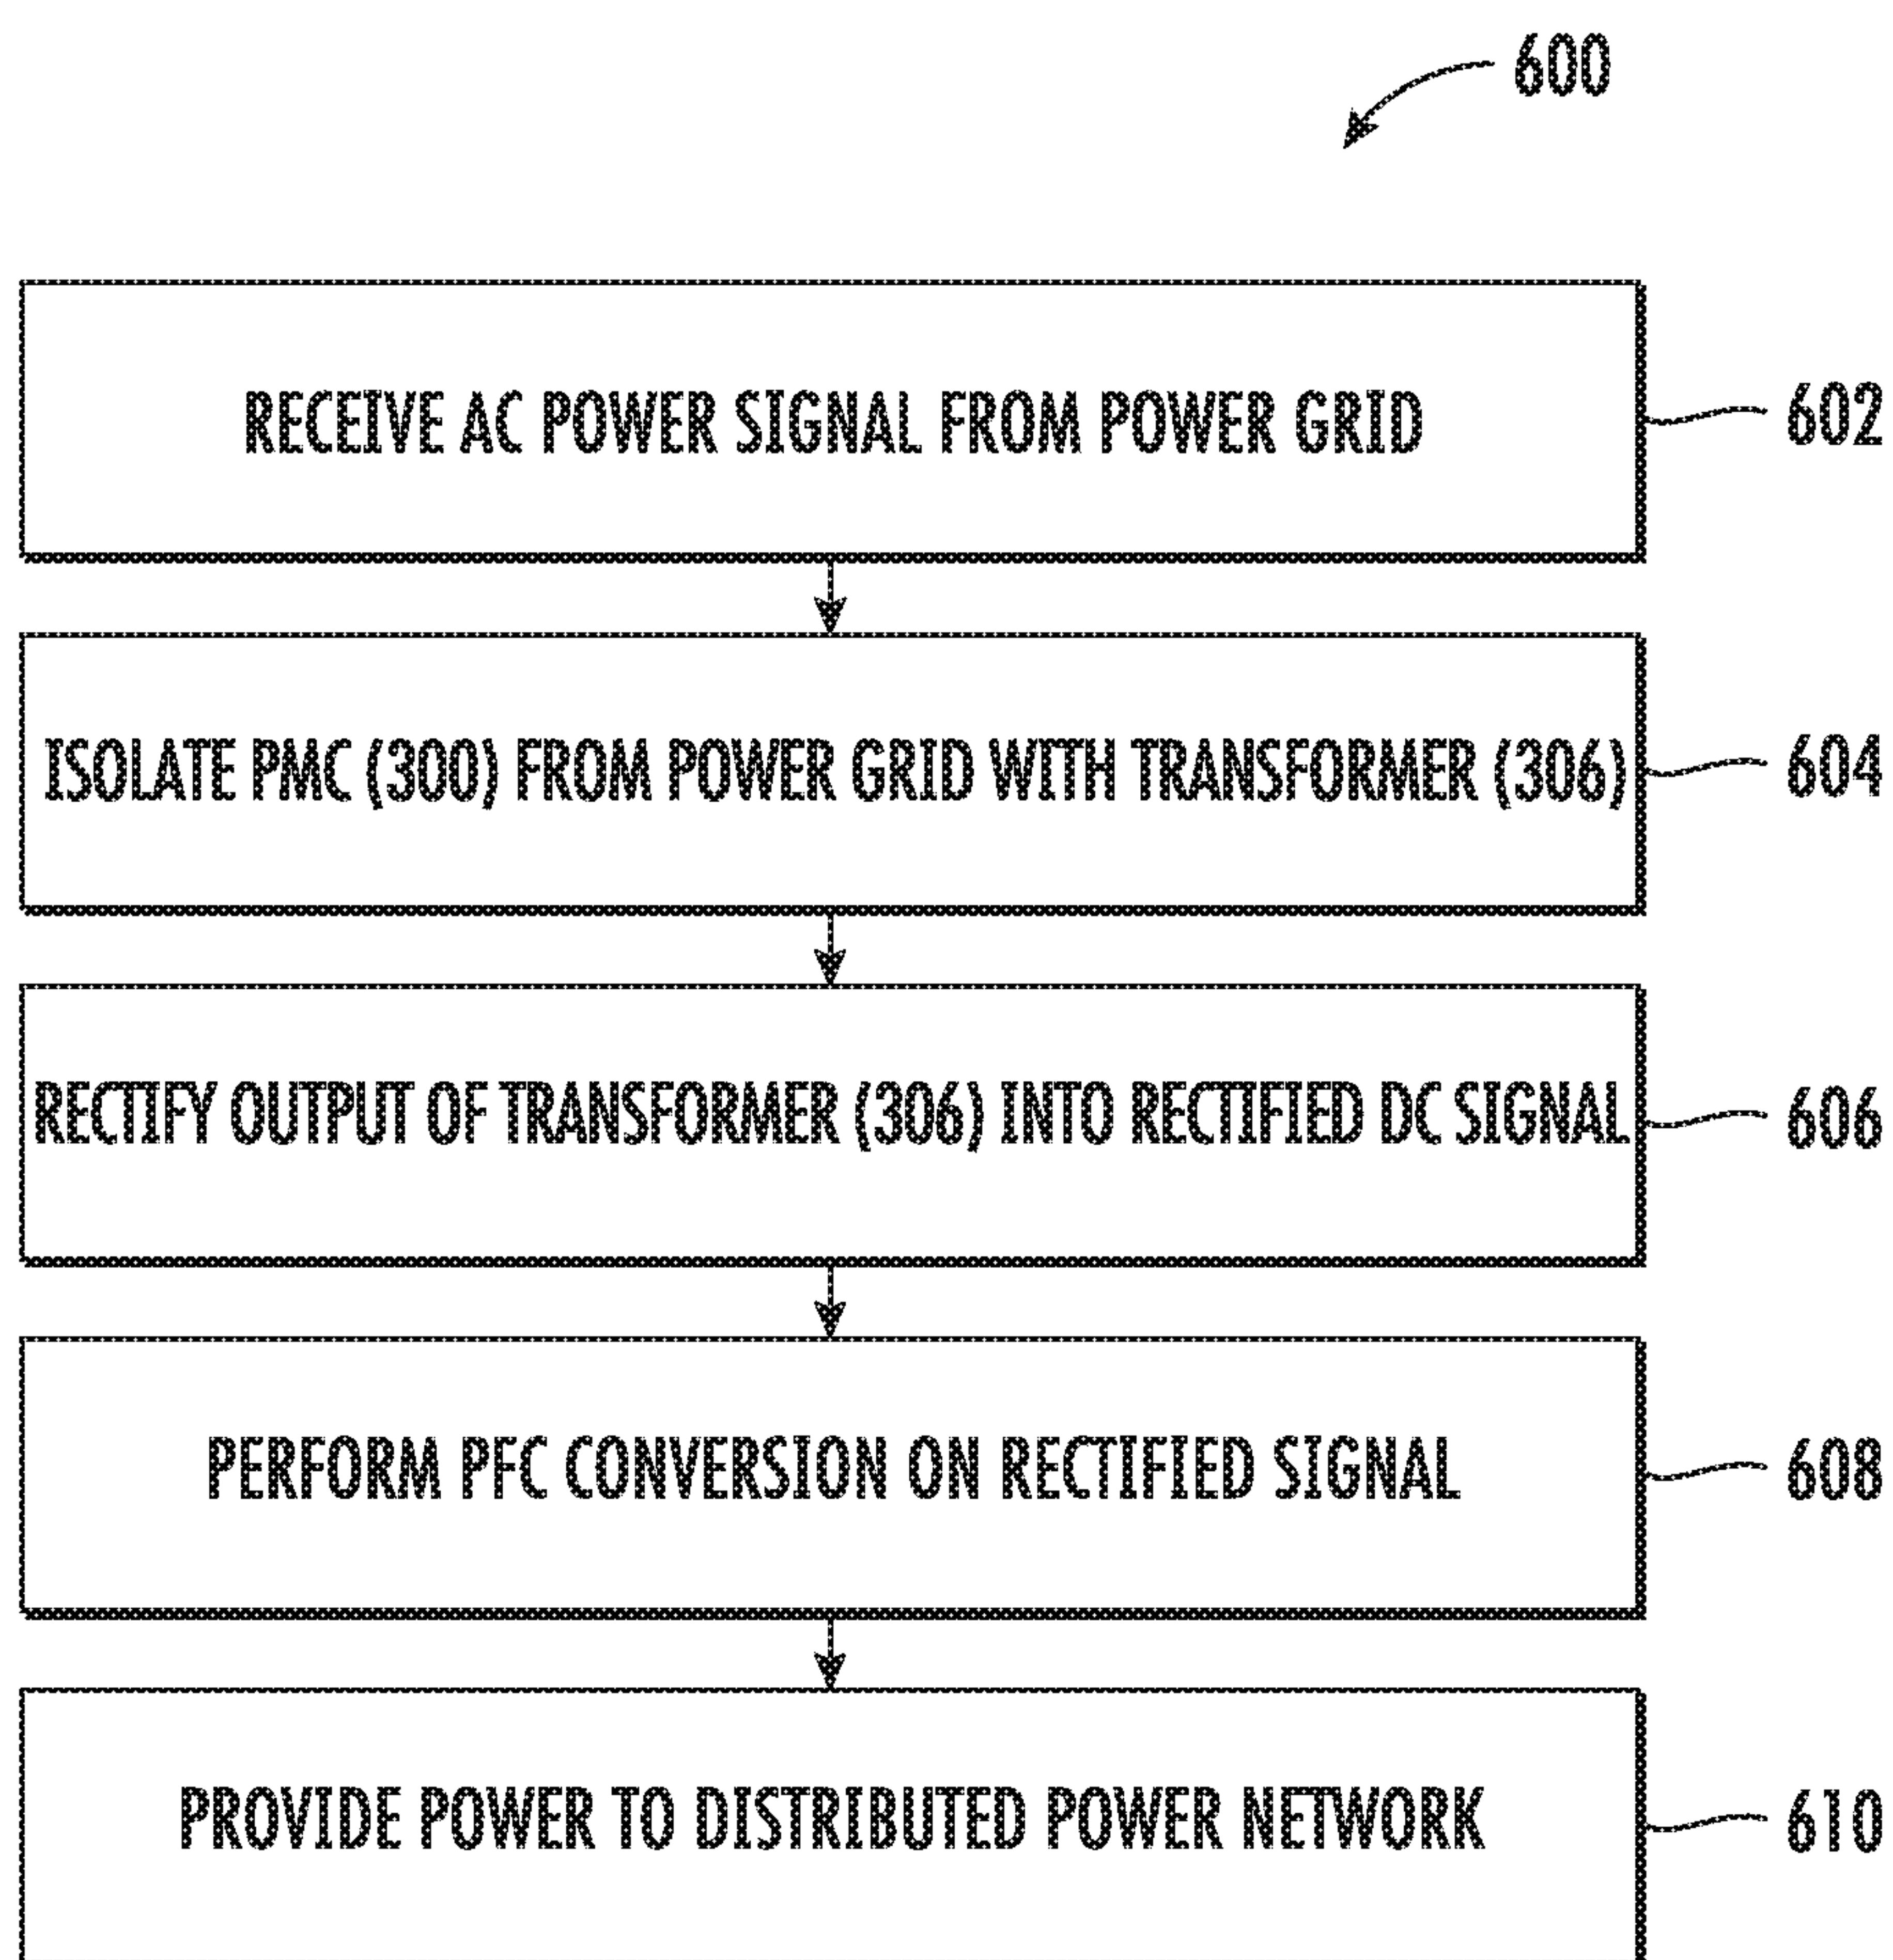 600
RECEIVE AC POWER SIGNAL FROM POWER GRID
602
ISOLATE PMC (300) FROM POWER GRID WITH TRANSFORMER (306)
604
RECTIFY OUTPUT OF TRANSFORMER (306) INTO RECTIFIED DC SIGNAL
606
PERFORM PFC CONVERSION ON RECTIFIED SIGNAL
608
PROVIDE POWER TO DISTRIBUTED POWER NETWORK
610